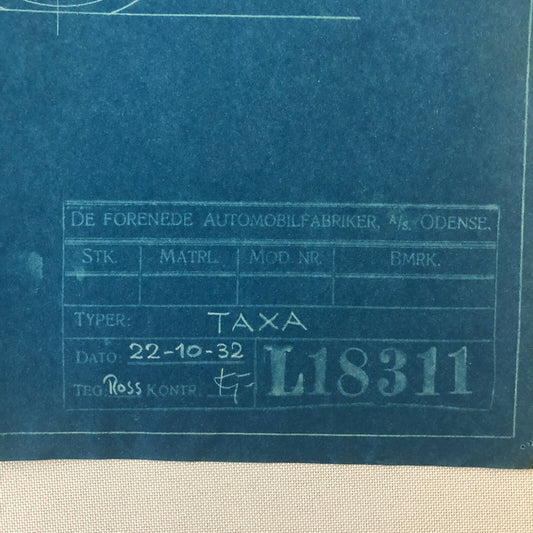 DE FORENEDE AUTOMOBILFABRIKER, A/S. ODENSE.
STK. MATRL. MOD. NR. BMRK.
TYPER: TAXA
DATO: 22-10-32
TEG: Ross KONTR.
L18311